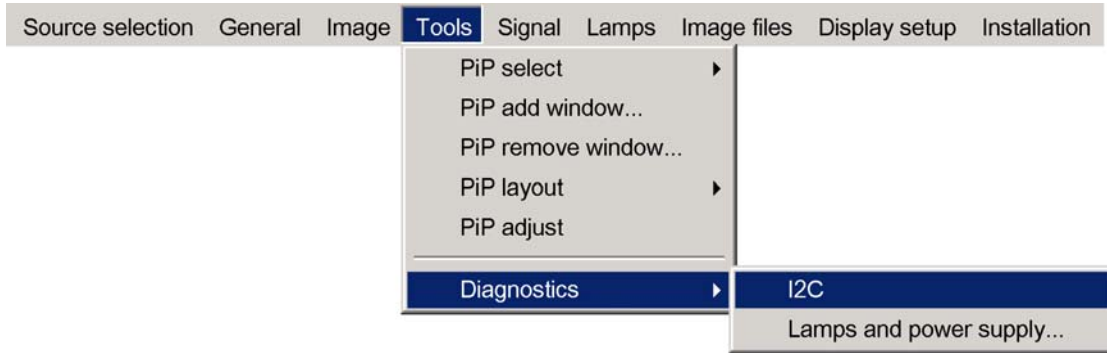 Source selection General Image Tools Signal Lamps Image files Display setup Installation
PiP select
PiP add window...
PiP remove window...
PiP layout
PiP adjust
Diagnostics
I2C
Lamps and power supply...